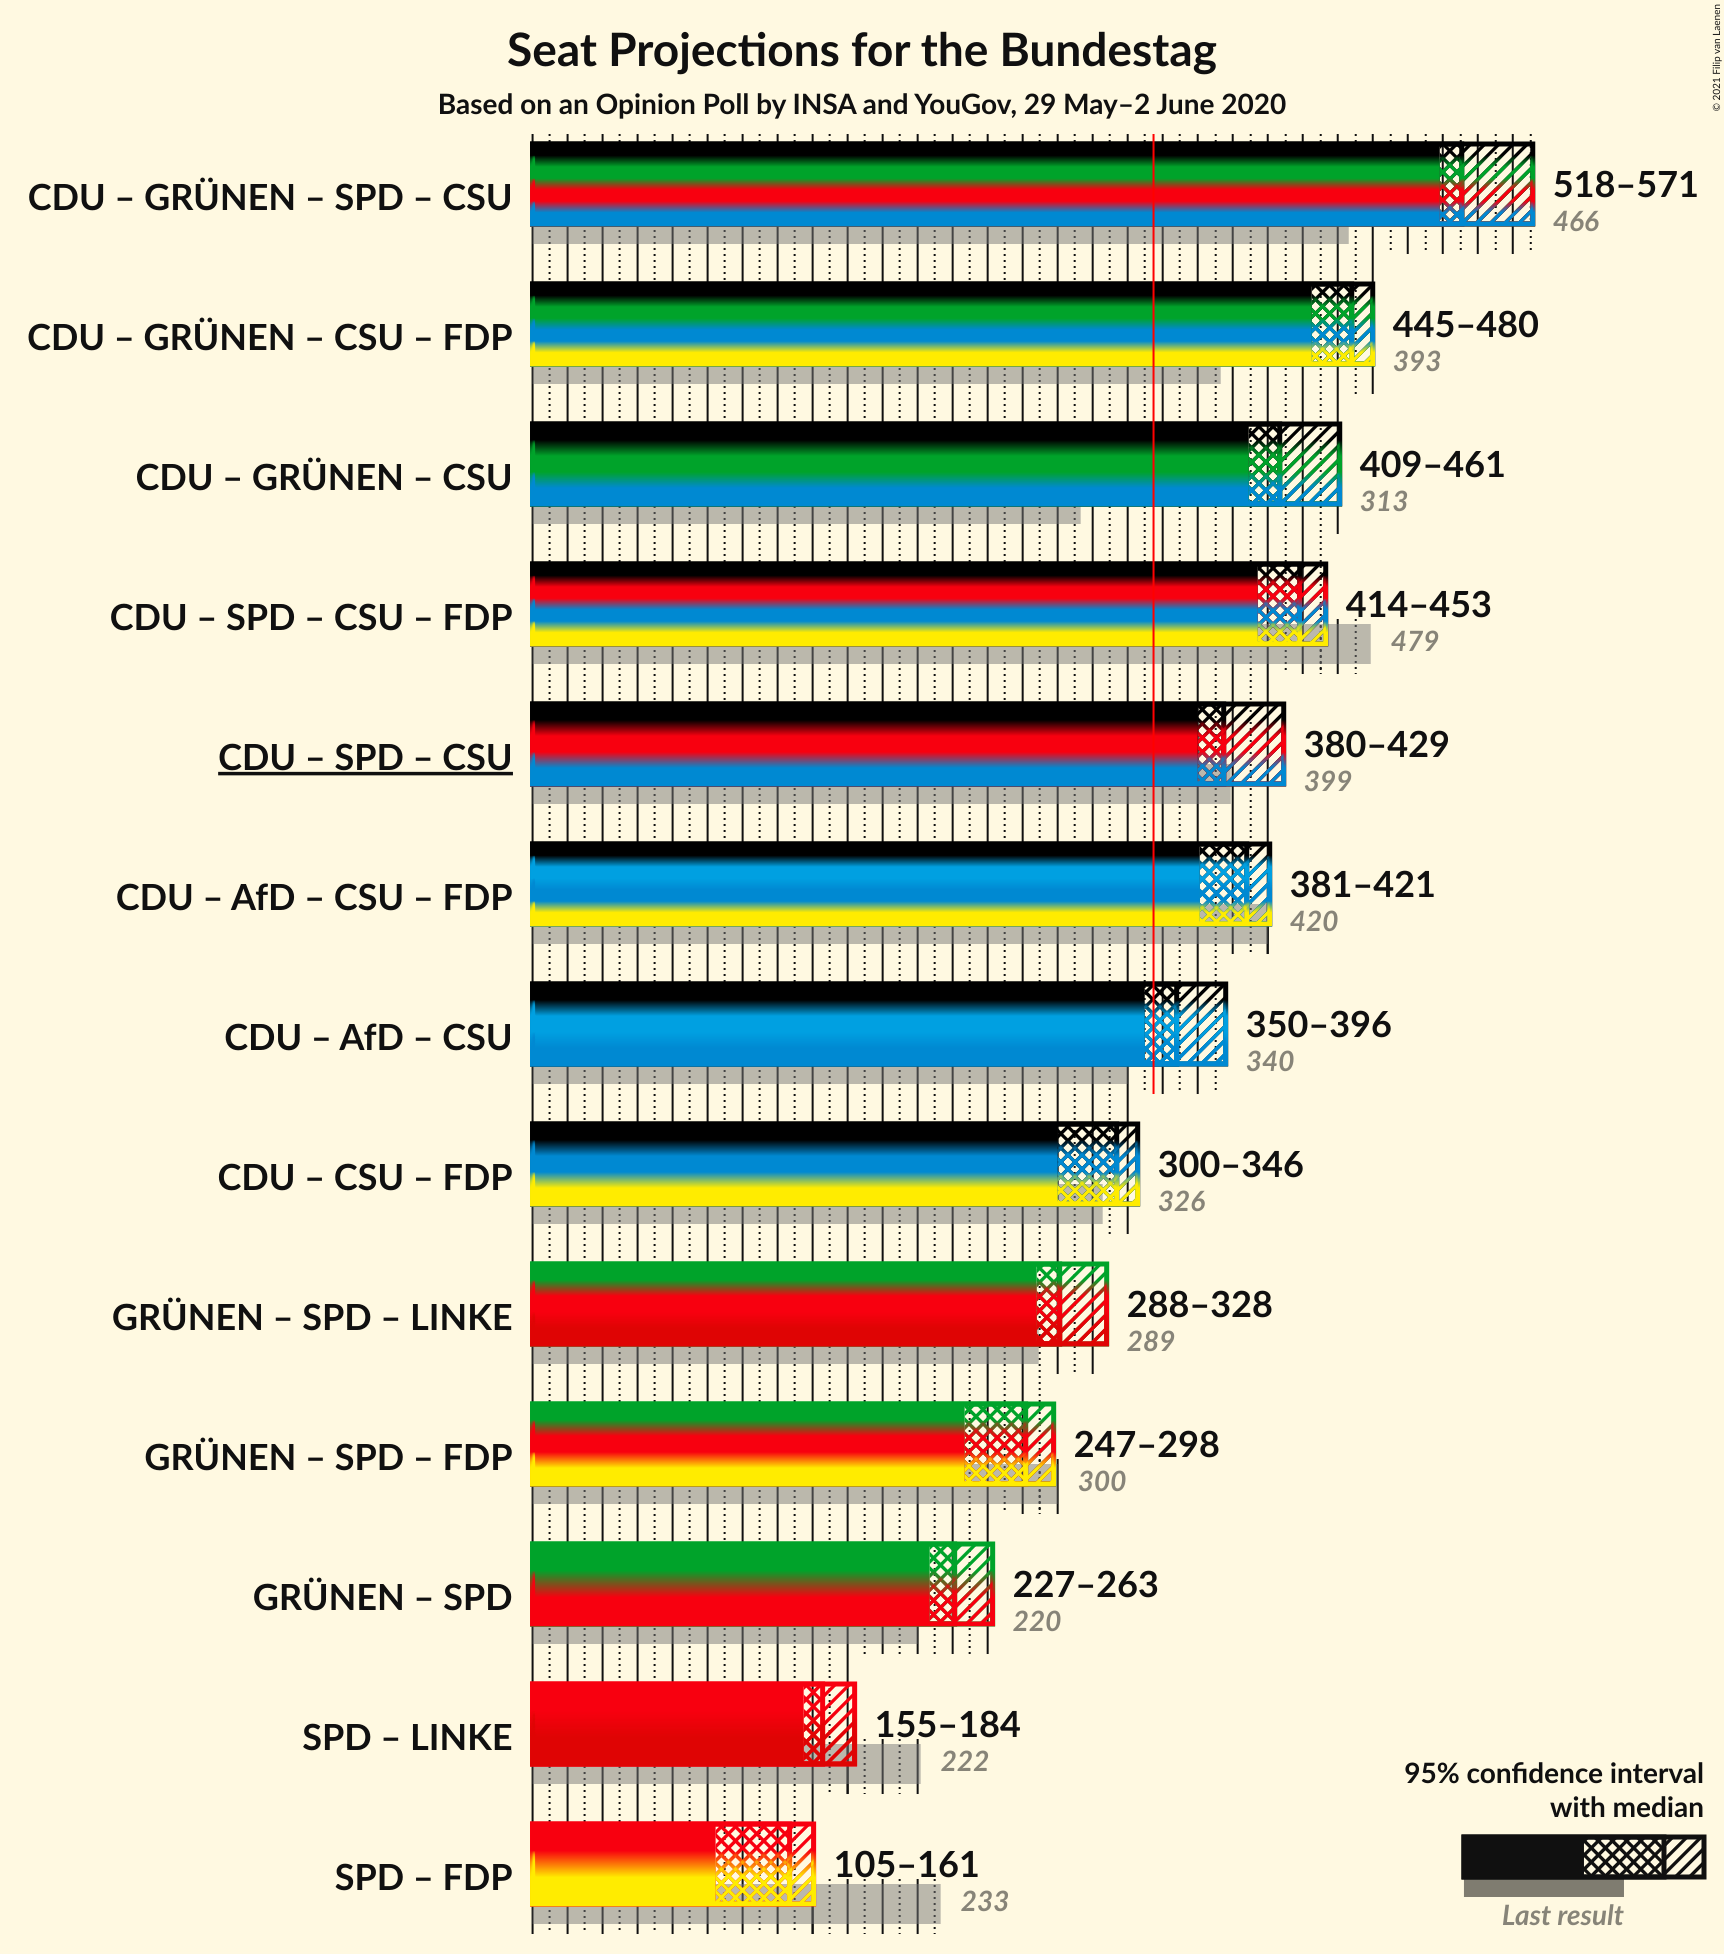 Seat Projections for the Bundestag
Based on an Opinion Poll by INSA and YouGov, 29 May–2 June 2020
© 2021 Filip van Laenen
CDU – GRÜNEN – SPD – CSU
518–571
466
CDU – GRÜNEN – CSU – FDP
445–480
393
CDU – GRÜNEN – CSU
409–461
313
CDU – SPD – CSU – FDP
414–453
479
CDU – SPD – CSU
380–429
399
CDU – AfD – CSU – FDP
381–421
420
CDU – AfD – CSU
350–396
340
CDU – CSU – FDP
300–346
326
GRÜNEN – SPD – LINKE
288–328
289
GRÜNEN – SPD – FDP
247–298
300
GRÜNEN – SPD
227–263
220
SPD – LINKE
155–184
222
SPD – FDP
105–161
233
95% confidence interval
with median
Last result